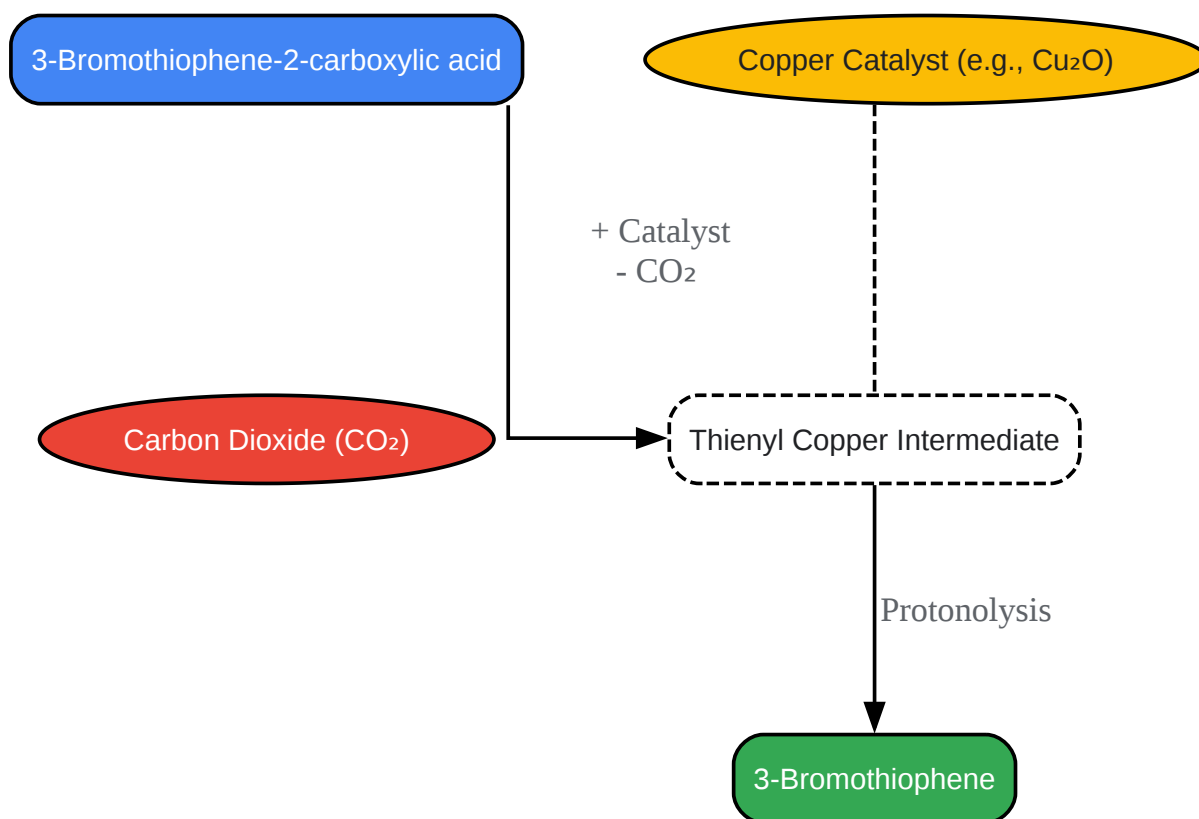 3-Bromothiophene-2-carboxylic acid
Copper Catalyst (e.g., Cu₂O)
+ Catalyst
- CO₂
Carbon Dioxide (CO₂)
Thienyl Copper Intermediate
Protonolysis
3-Bromothiophene